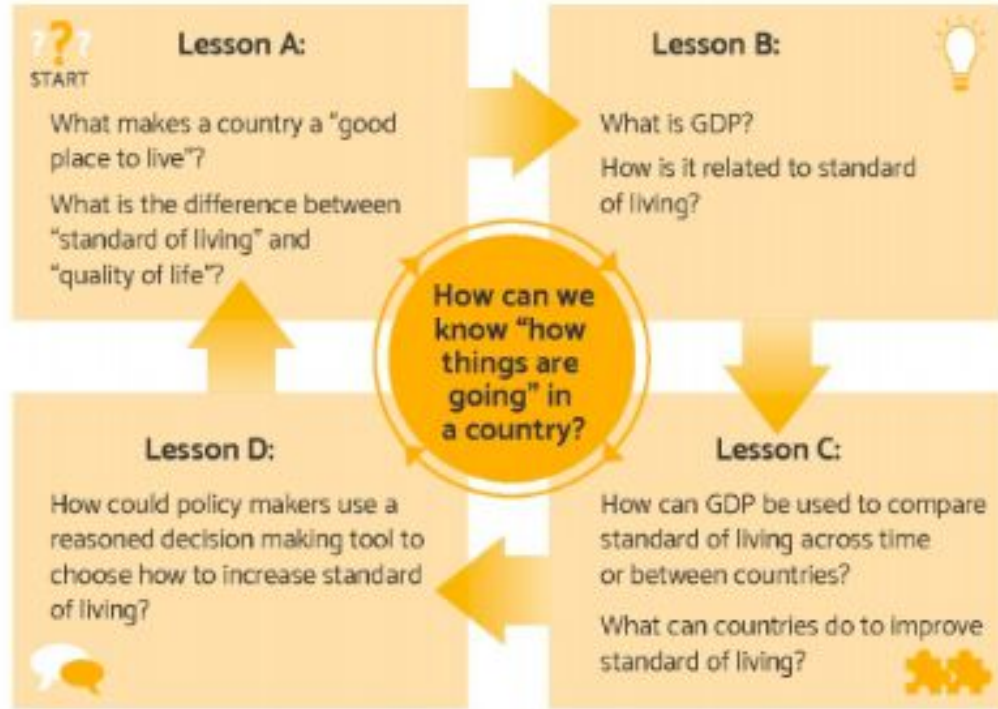 ???
START
Lesson A:
What makes a country a “good
place to live”?
What is the difference between
“standard of living” and
“quality of life”?
Lesson B:
What is GDP?
How is it related to standard
of living?
How can we
know “how
things are
going” in
a country?
Lesson C:
How can GDP be used to compare
standard of living across time
or between countries?
What can countries do to improve
standard of living?
Lesson D:
How could policy makers use a
reasoned decision making tool to
choose how to increase standard
of living?